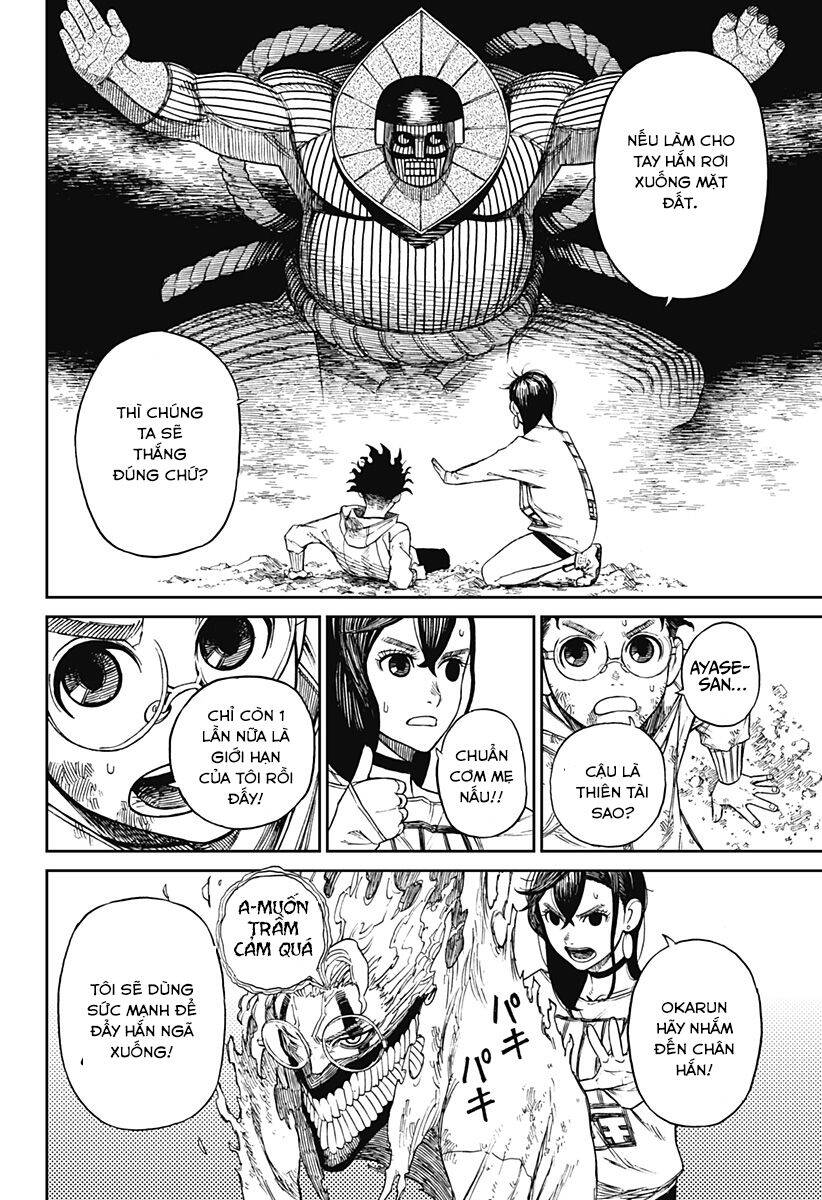 NẾU LÀM CHO
TAY HẮN RƠI
XUỐNG MẶT
ĐẤT.
THÌ CHÚNG
TA SẼ
THẮNG
ĐÚNG CHỨ?
AYASE-
SAN...
CẬU LÀ
THIÊN TÀI
SAO?
CHUẨN
CƠM MẸ
NẤU!!
CHỈ CÒN 1
LẦN NỮA LÀ
GIỚI HẠN
CỦA TÔI RỒI
ĐẤY!
OKARUN
HÃY NHẮM
ĐẾN CHÂN
HẮN!
パキ
パキ
A-MUỐN
TRẦM
CẢM QUÁ
TÔI SẼ DÙNG
SỨC MẠNH ĐỂ
ĐẨY HẮN NGÃ
XUỐNG!